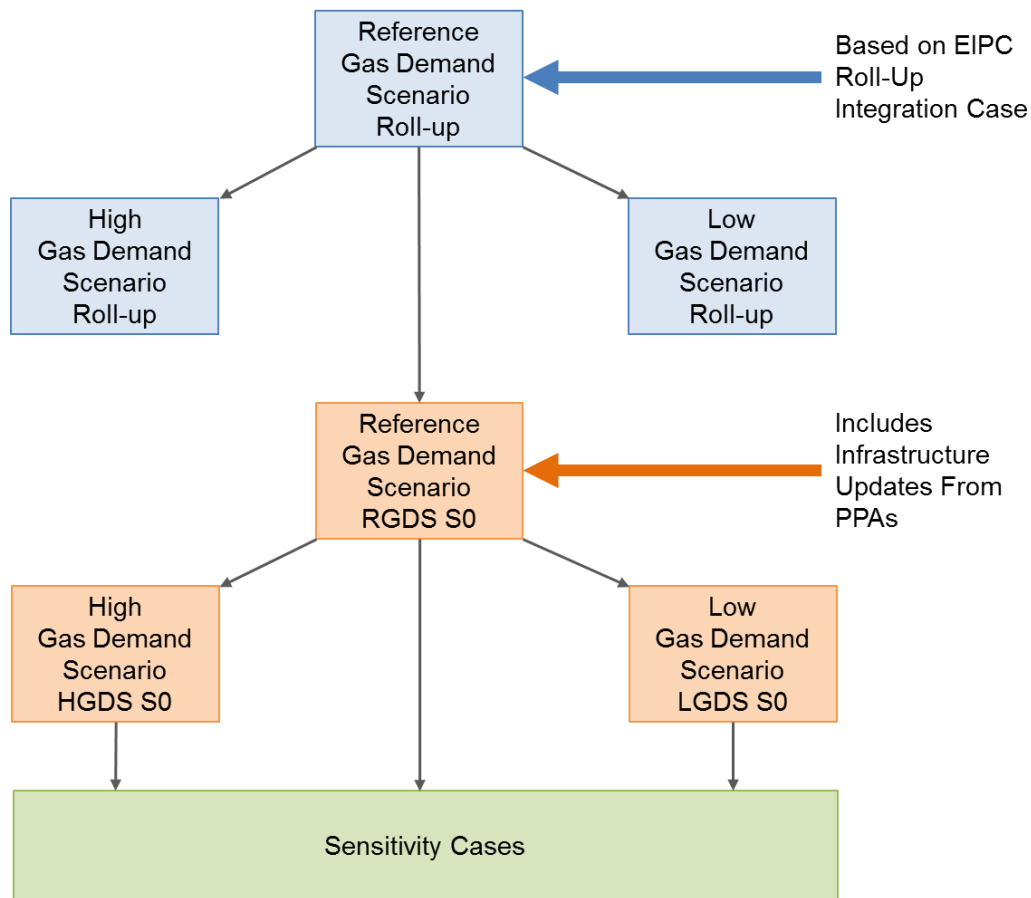 Reference
Gas Demand
Scenario
Roll-up
Based on EIPC
Roll-Up
Integration Case
High
Gas Demand
Scenario
Roll-up
Low
Gas Demand
Scenario
Roll-up
Reference
Gas Demand
Scenario
RGDS S0
Includes
Infrastructure
Updates From
PPAs
High
Gas Demand
Scenario
HGDS S0
Low
Gas Demand
Scenario
LGDS S0
Sensitivity Cases